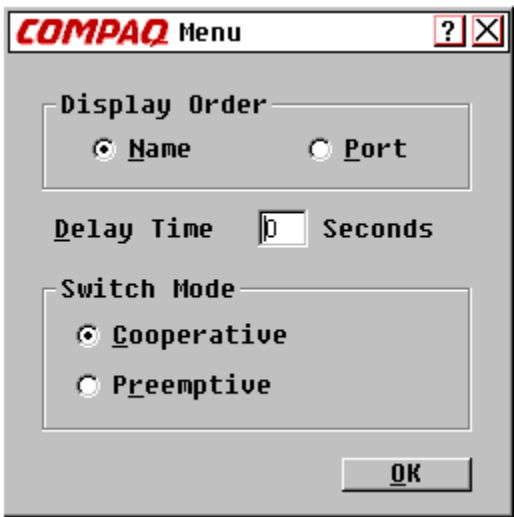 COMPAQ Menu ? X
Display Order
Name Port
Delay Time 0 Seconds
Switch Mode
Cooperative
Preemptive
OK